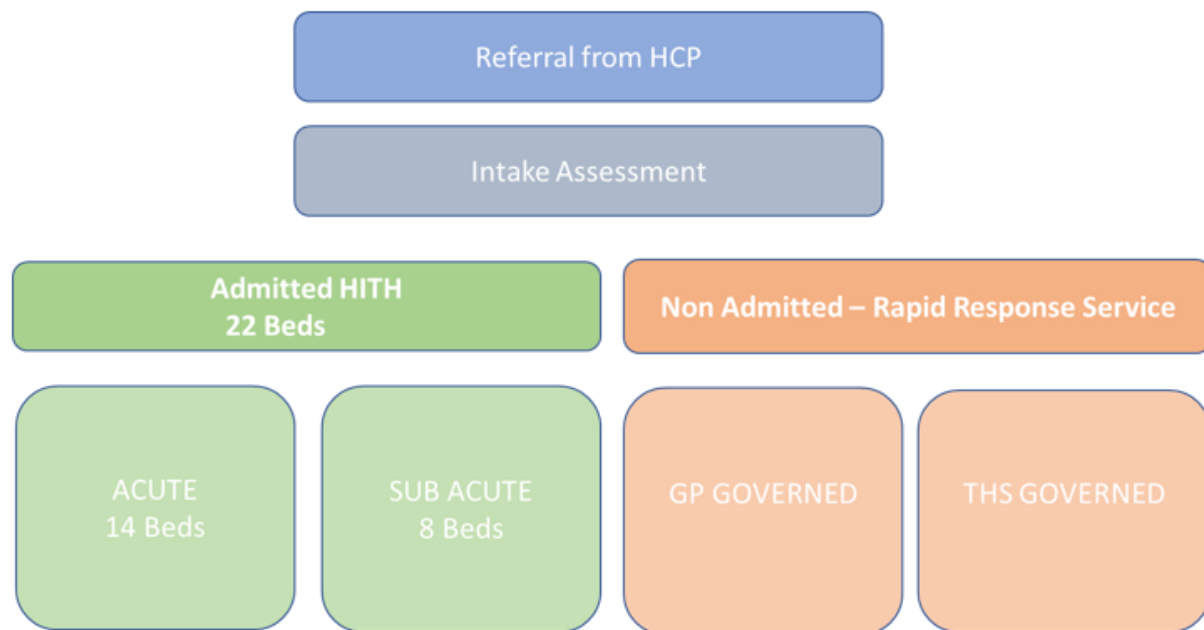 Referral from HCP
Intake Assessment
Admitted HITH
22 Beds
Non Admitted – Rapid Response Service
ACUTE
14 Beds
SUB ACUTE
8 Beds
GP GOVERNED
THS GOVERNED